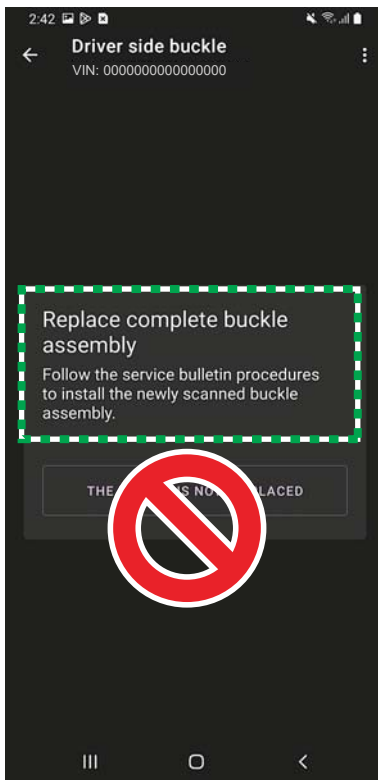 2:42
Driver side buckle
VIN: 0000000000000000
Replace complete buckle
assembly
Follow the service bulletin procedures
to install the newly scanned buckle
assembly.
THE